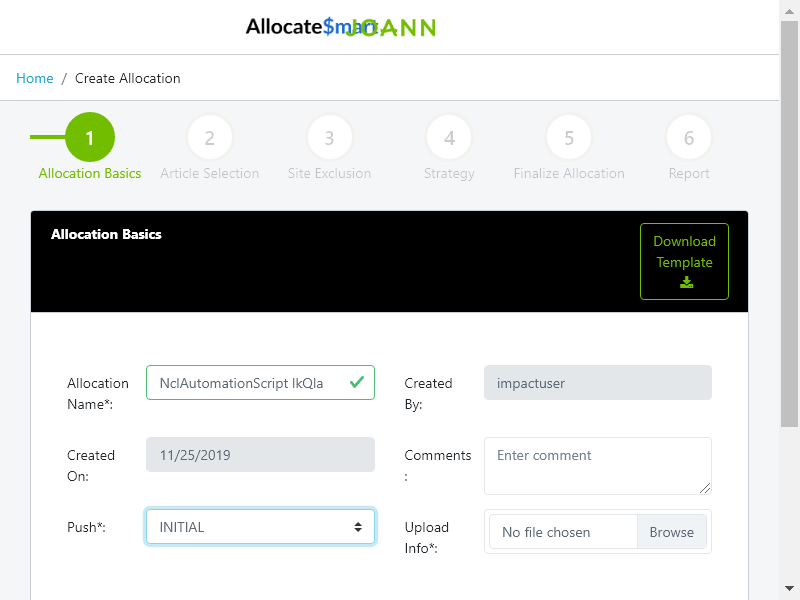 Allocate$mart JOANN
Home / Create Allocation
1 2 3 4 5 6
Allocation Basics Article Selection Site Exclusion Strategy Finalize Allocation Report
Allocation Basics
Download
Template
Allocation
Name*:
NclAutomationScript lkQla
Created
By:
impactuser
Created
On:
11/25/2019
Comments
:
Enter comment
Push*:
INITIAL
Upload
Info*:
No file chosen
Browse